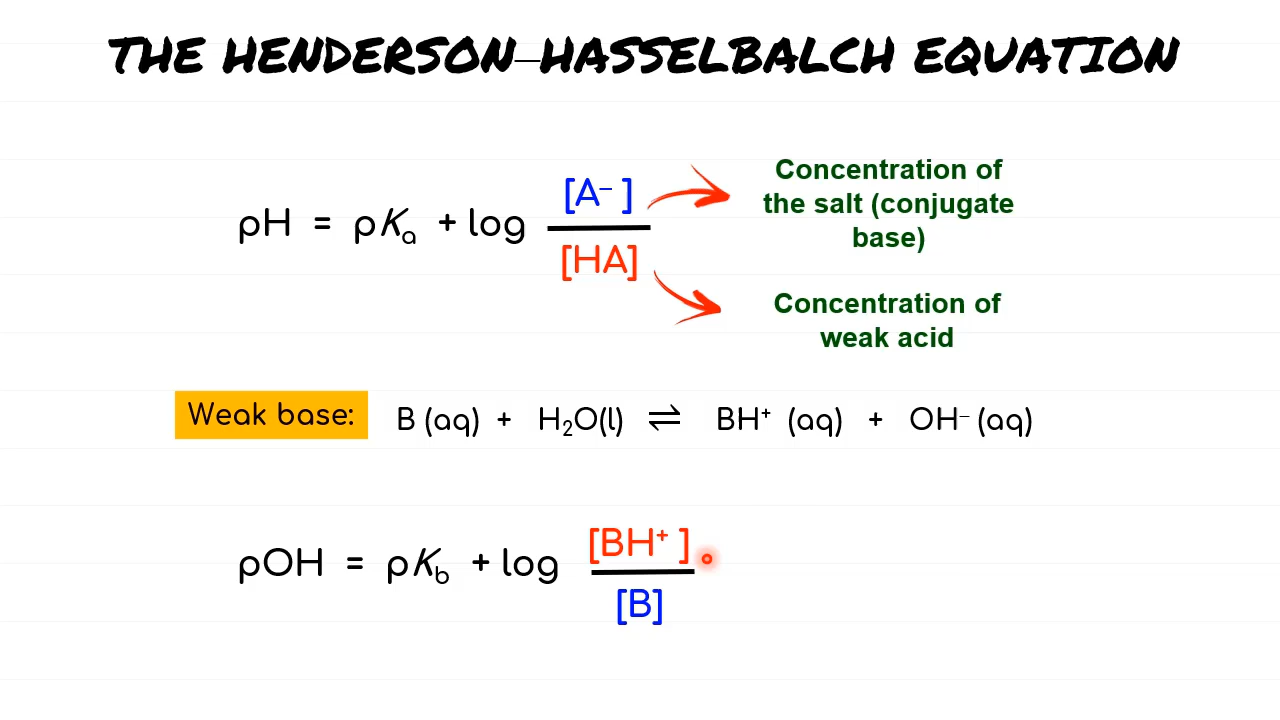 THE HENDERSON–HASSELBALCH EQUATION
Concentration of
the salt (conjugate
base)
[A⁻ ]
pH = pKₐ + log
[HA]
Concentration of
weak acid
Weak base: B (aq) + H₂O(l) ⇌ BH⁺ (aq) + OH⁻ (aq)
[BH⁺ ]
pOH = pK_b + log
[B]